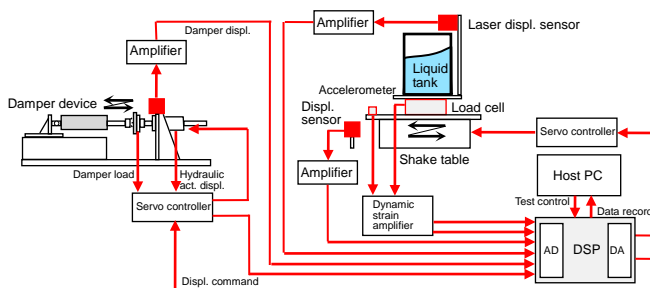 Amplifier
Damper displ.
Amplifier
Laser displ. sensor
Liquid
tank
Accelerometer
Load cell
Displ.
sensor
Damper device
Servo controller
Shake table
Amplifier
Host PC
Damper load
Hydraulic
act. displ.
Servo controller
Dynamic
strain
amplifier
Test control
Data record
AD
DSP
DA
Displ. command